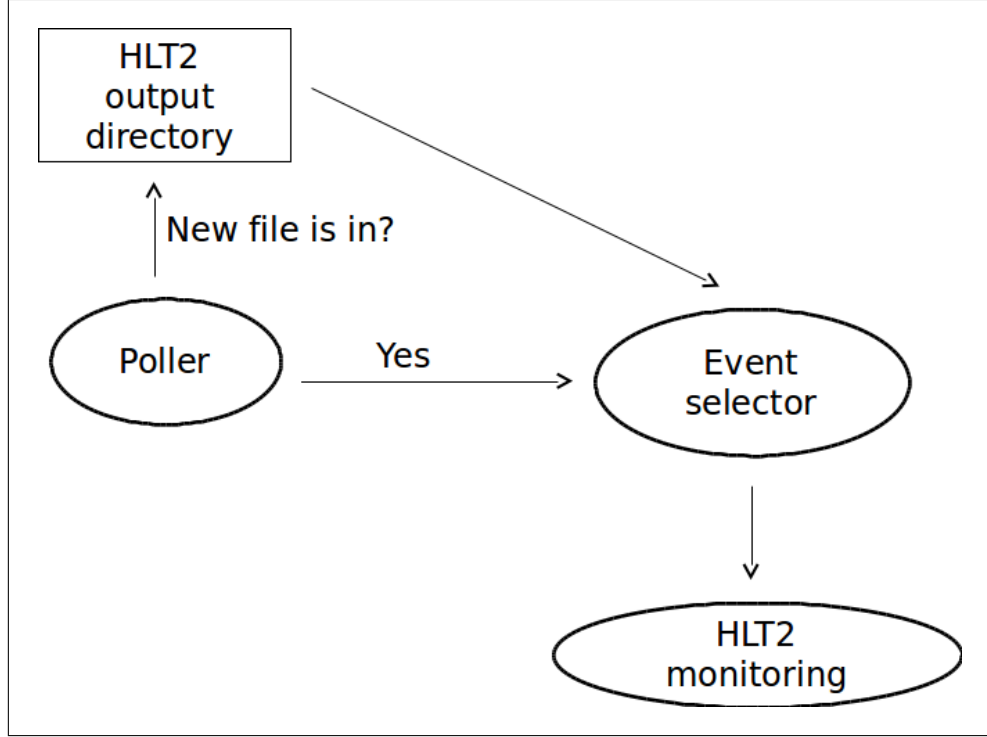 HLT2
output
directory
New file is in?
Poller
Yes
Event
selector
HLT2
monitoring